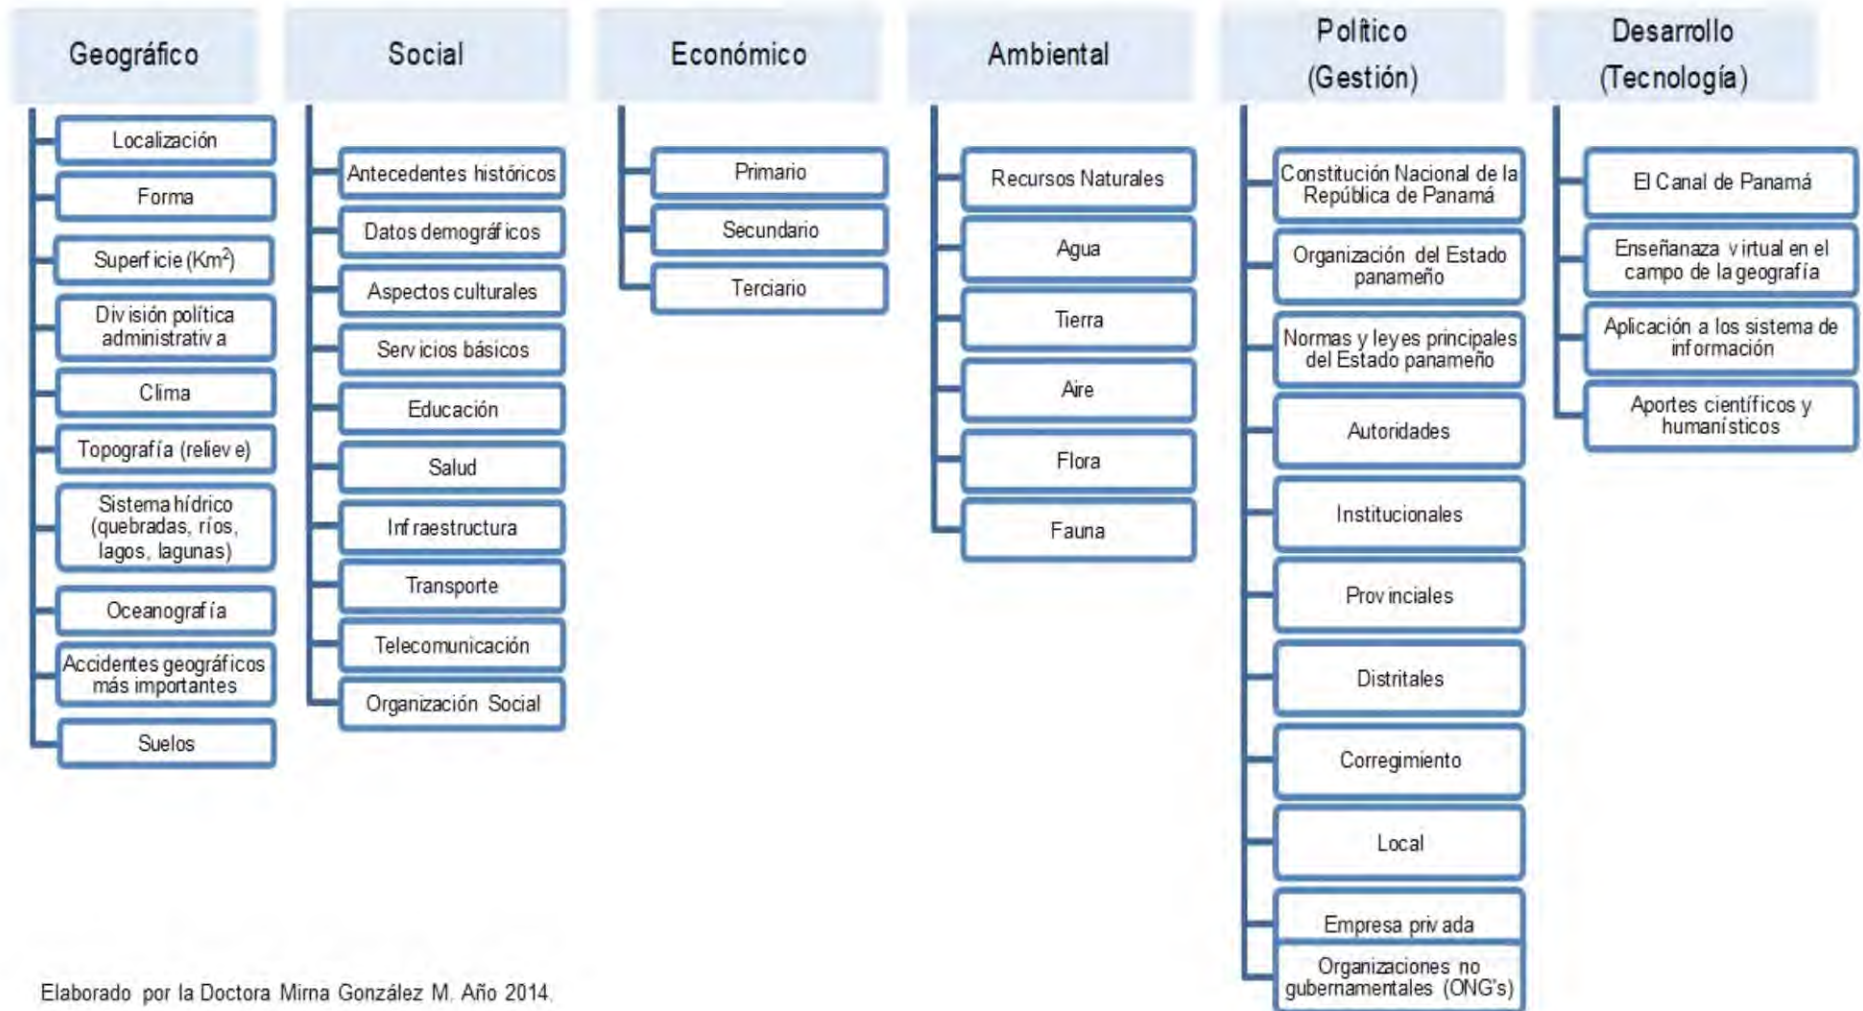 Geográfico
Localización
Forma
Superficie (Km²)
División política
administrativa
Clima
Topografía (relieve)
Sistema hídrico
(quebradas, ríos,
lagos, lagunas)
Oceanografía
Accidentes geográficos
más importantes
Suelos
Social
Antecedentes históricos
Datos demográficos
Aspectos culturales
Servicios básicos
Educación
Salud
Infraestructura
Transporte
Telecomunicación
Organización Social
Económico
Primario
Secundario
Terciario
Ambiental
Recursos Naturales
Agua
Tierra
Aire
Flora
Fauna
Político
(Gestión)
Constitución Nacional de la
República de Panamá
Organización del Estado
panameño
Normas y leyes principales
del Estado panameño
Autoridades
Institucionales
Provinciales
Distritales
Corregimiento
Local
Empresa privada
Organizaciones no
gubernamentales (ONG's)
Desarrollo
(Tecnología)
El Canal de Panamá
Enseñanaza virtual en el
campo de la geografía
Aplicación a los sistema de
información
Aportes científicos y
humanísticos
Elaborado por la Doctora Mirna González M. Año 2014.